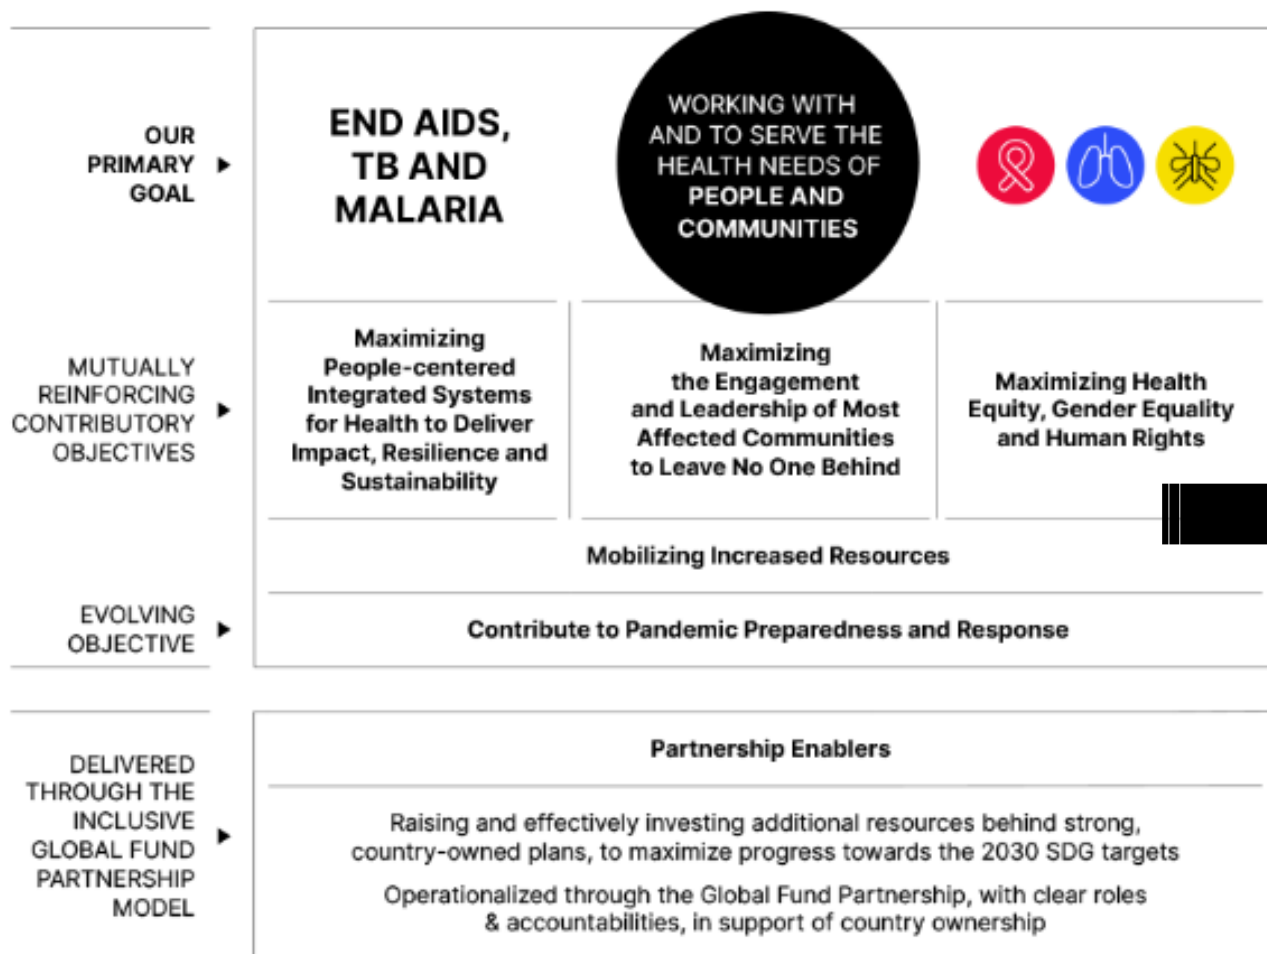 OUR
PRIMARY
GOAL
END AIDS,
TB AND
MALARIA
WORKING WITH
AND TO SERVE THE
HEALTH NEEDS OF
PEOPLE AND
COMMUNITIES
MUTUALLY
REINFORCING
CONTRIBUTORY
OBJECTIVES
Maximizing
People-centered
Integrated Systems
for Health to Deliver
Impact, Resilience and
Sustainability
Maximizing
the Engagement
and Leadership of Most
Affected Communities
to Leave No One Behind
Maximizing Health
Equity, Gender Equality
and Human Rights
Mobilizing Increased Resources
EVOLVING
OBJECTIVE
Contribute to Pandemic Preparedness and Response
DELIVERED
THROUGH THE
INCLUSIVE
GLOBAL FUND
PARTNERSHIP
MODEL
Partnership Enablers
Raising and effectively investing additional resources behind strong,
country-owned plans, to maximize progress towards the 2030 SDG targets
Operationalized through the Global Fund Partnership, with clear roles
& accountabilities, in support of country ownership